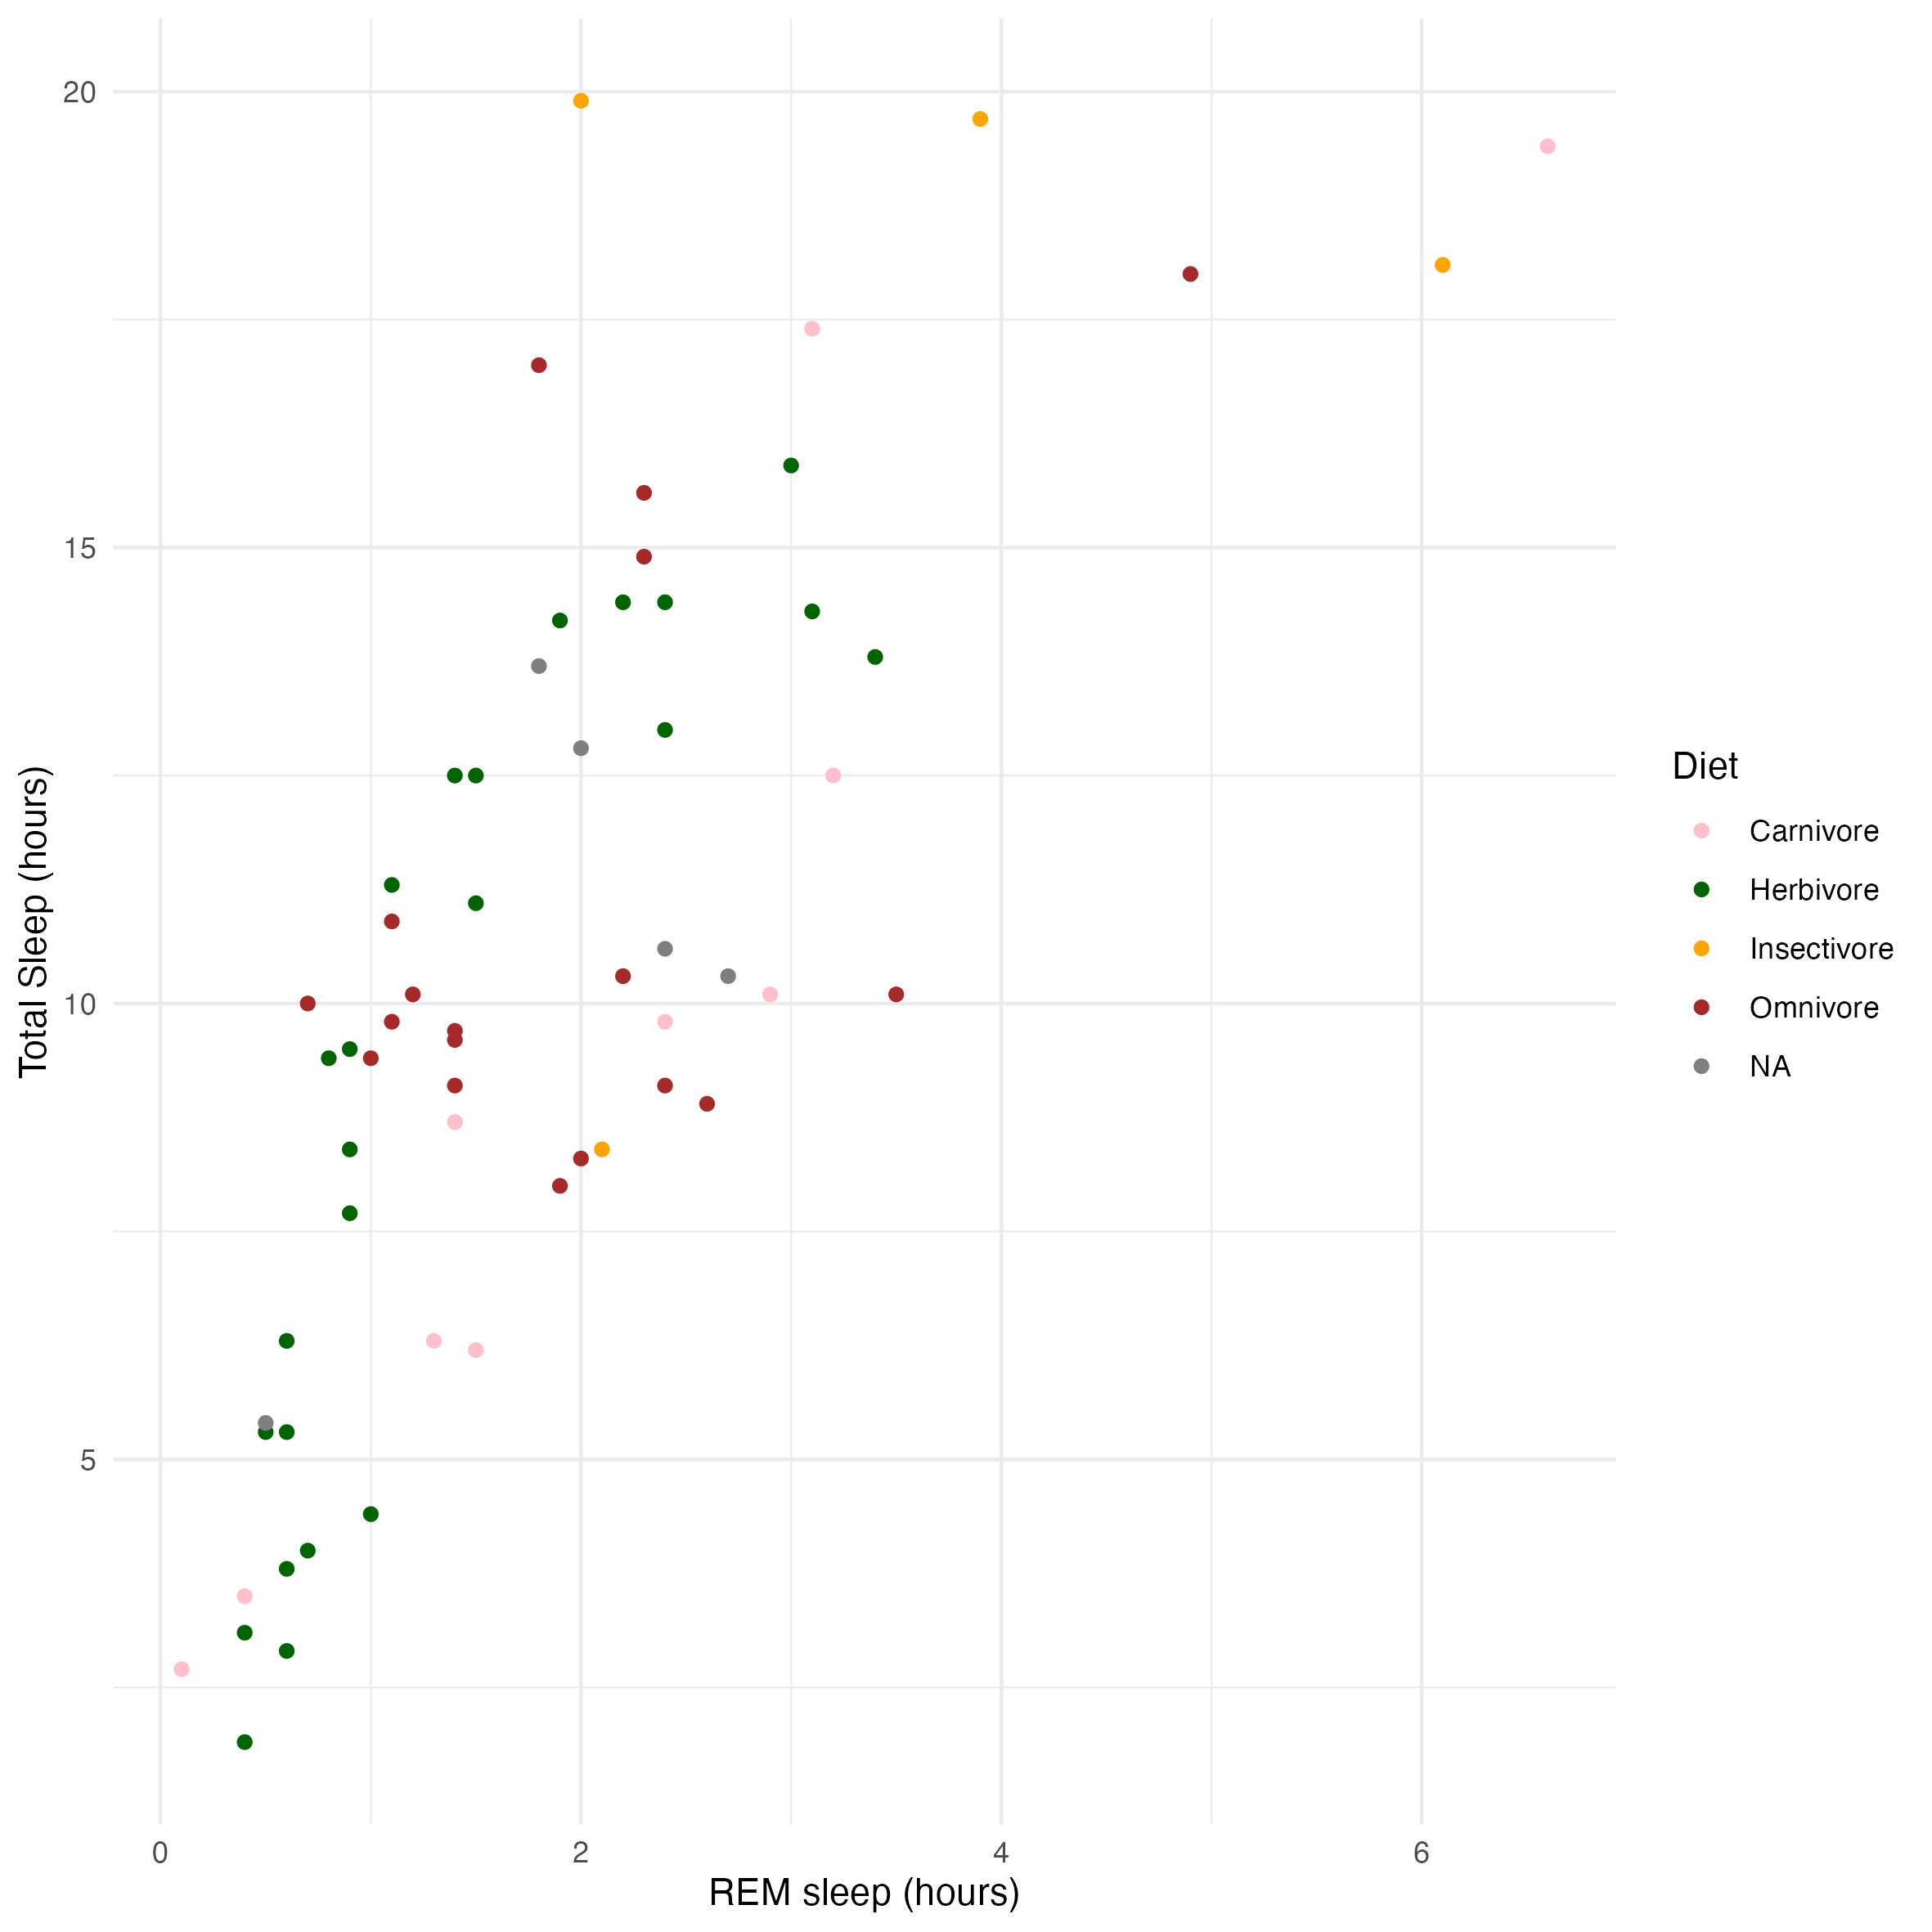 20
15
10
5
Total Sleep (hours)
0 2 4 6
REM sleep (hours)
Diet
Carnivore
Herbivore
Insectivore
Omnivore
NA